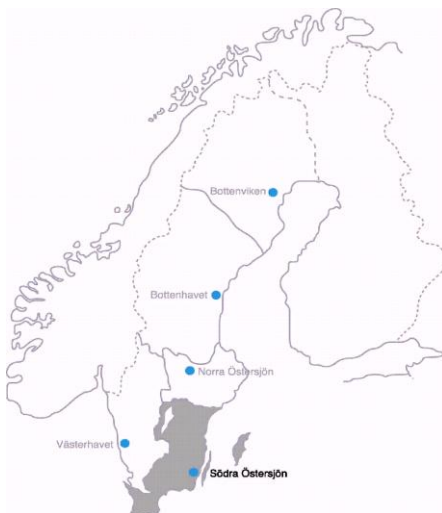 Bottenviken
Bottenhavet
Norra Östersjön
Västerhavet
Södra Östersjön